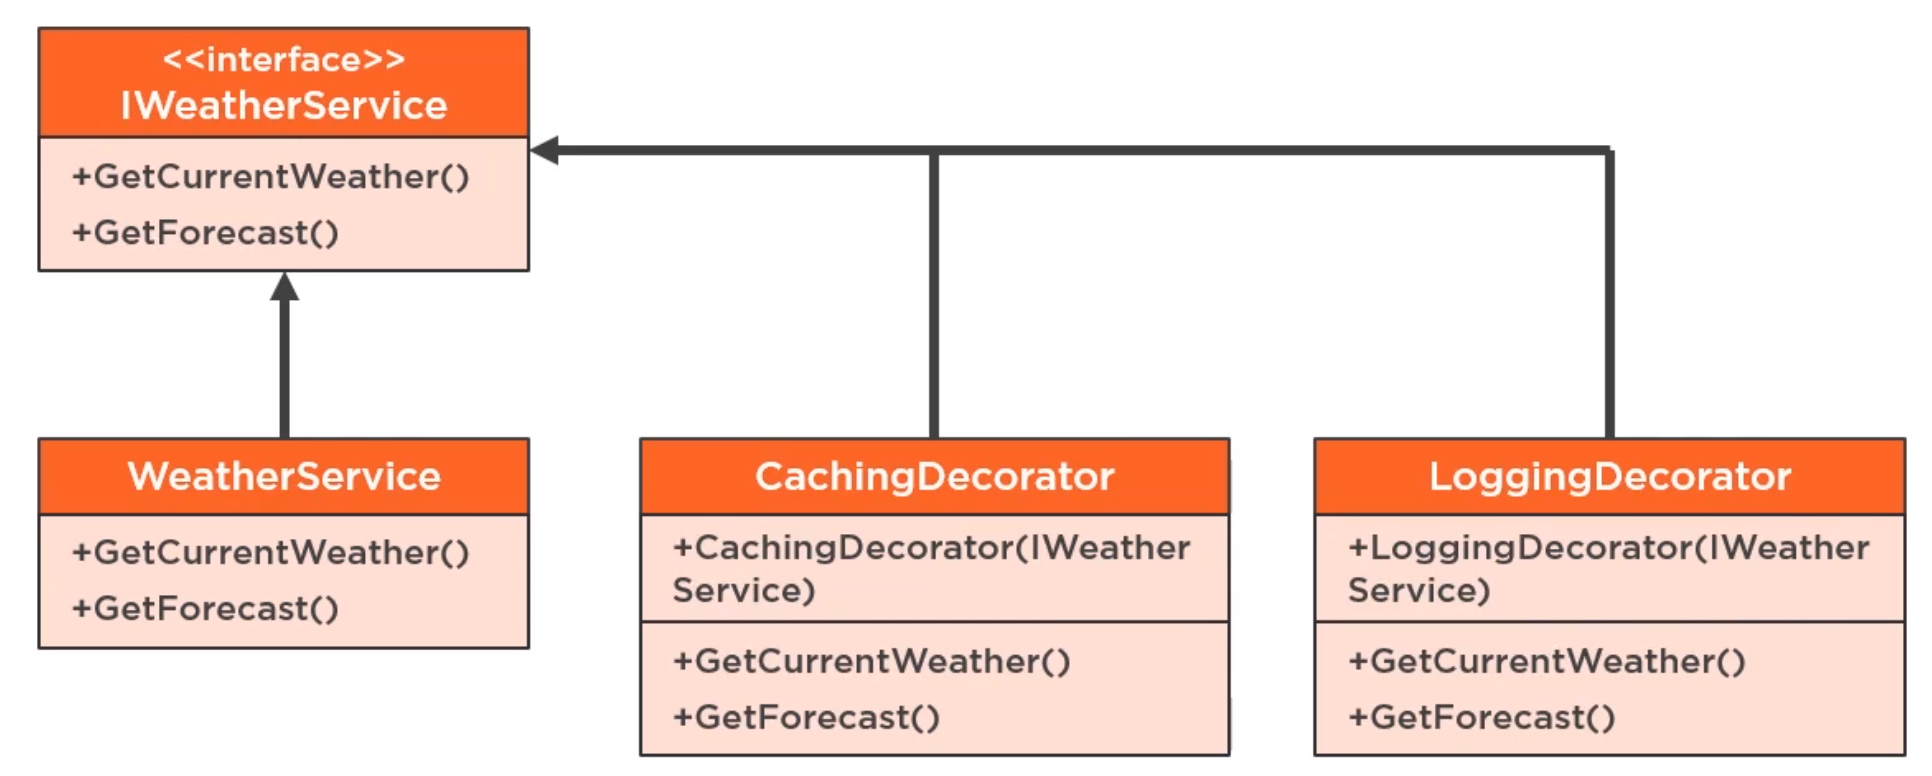 <<interface>>
IWeatherService
+GetCurrentWeather()
+GetForecast()
WeatherService
+GetCurrentWeather()
+GetForecast()
CachingDecorator
+CachingDecorator(IWeather
Service)
+GetCurrentWeather()
+GetForecast()
LoggingDecorator
+LoggingDecorator(IWeather
Service)
+GetCurrentWeather()
+GetForecast()